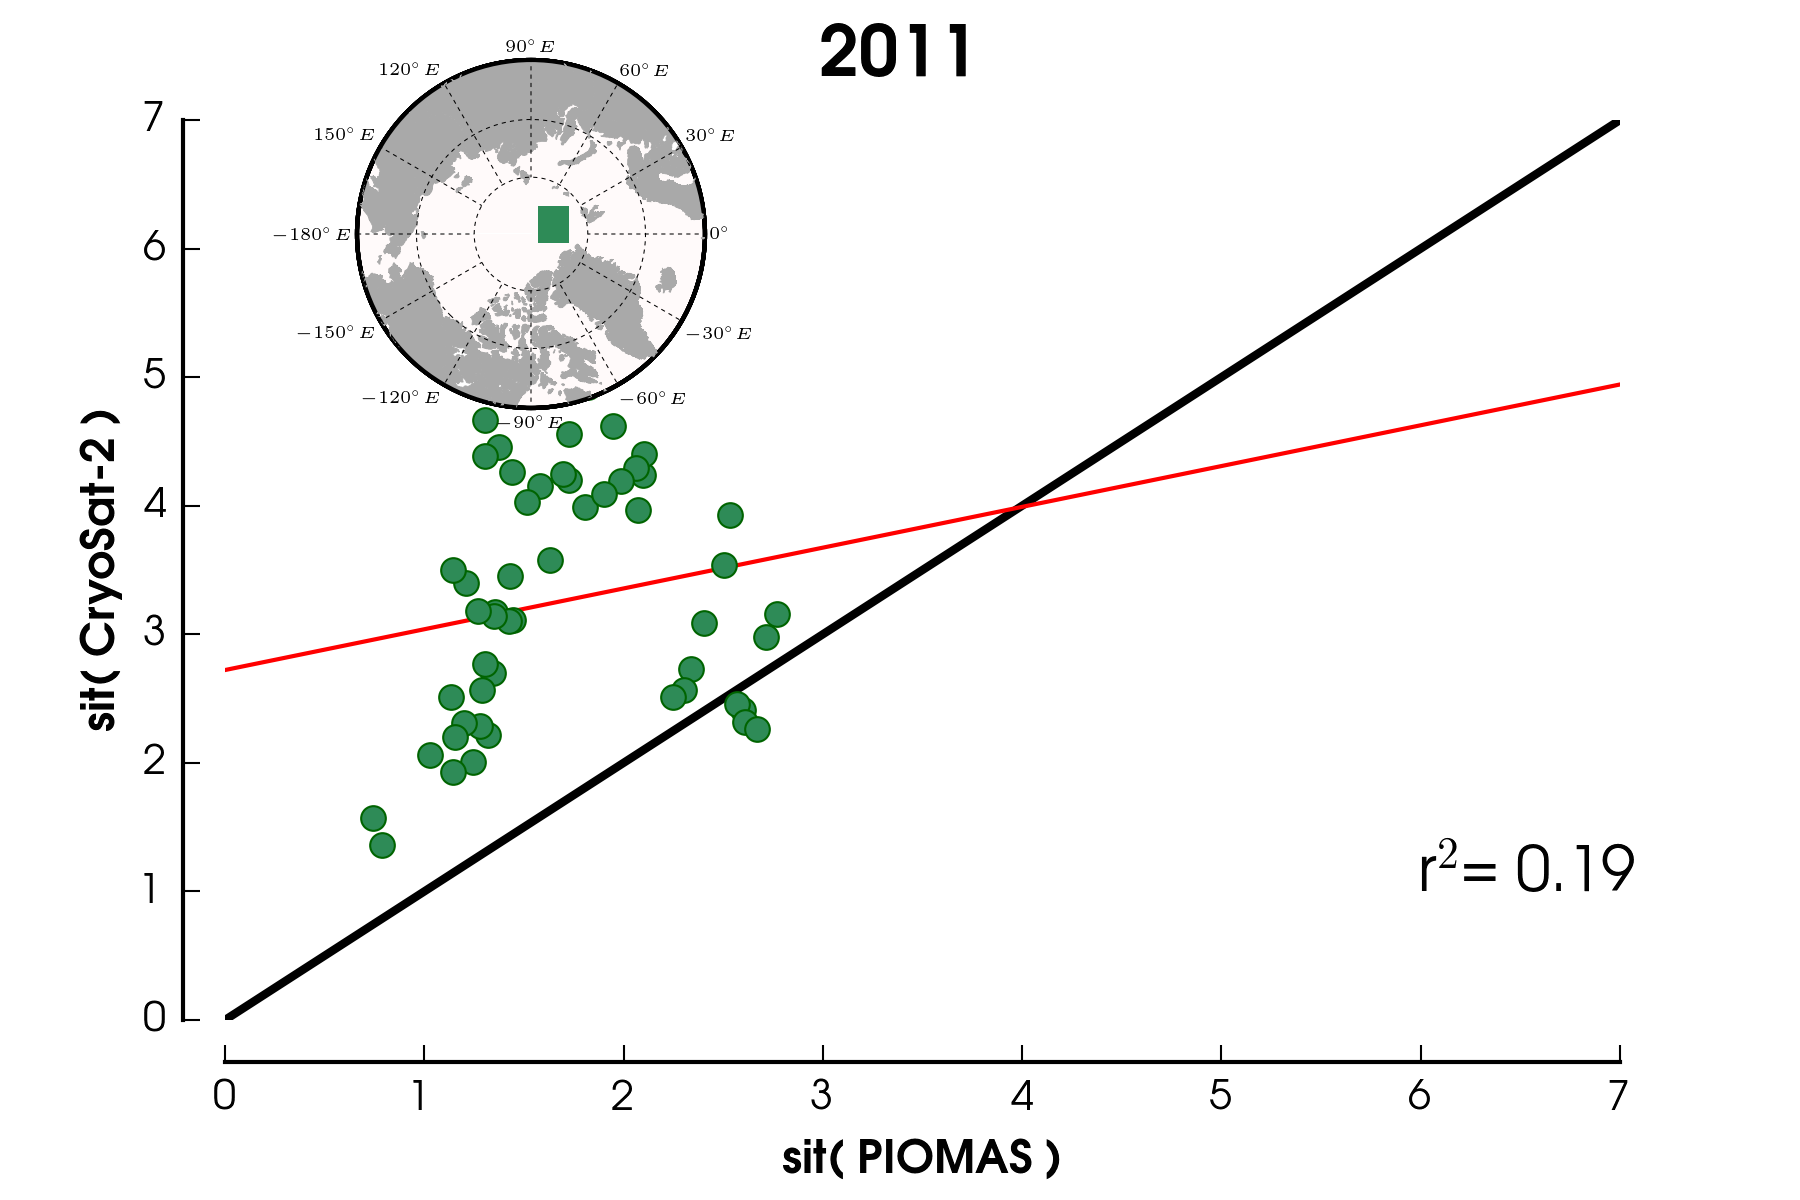 2011
90° E
120° E
60° E
150° E
30° E
−180° E
0°
−150° E
−30° E
−120° E
−60° E
−90° E
7
6
5
4
3
2
1
0
sit( CryoSat-2 )
r²= 0.19
0 1 2 3 4 5 6 7
sit( PIOMAS )